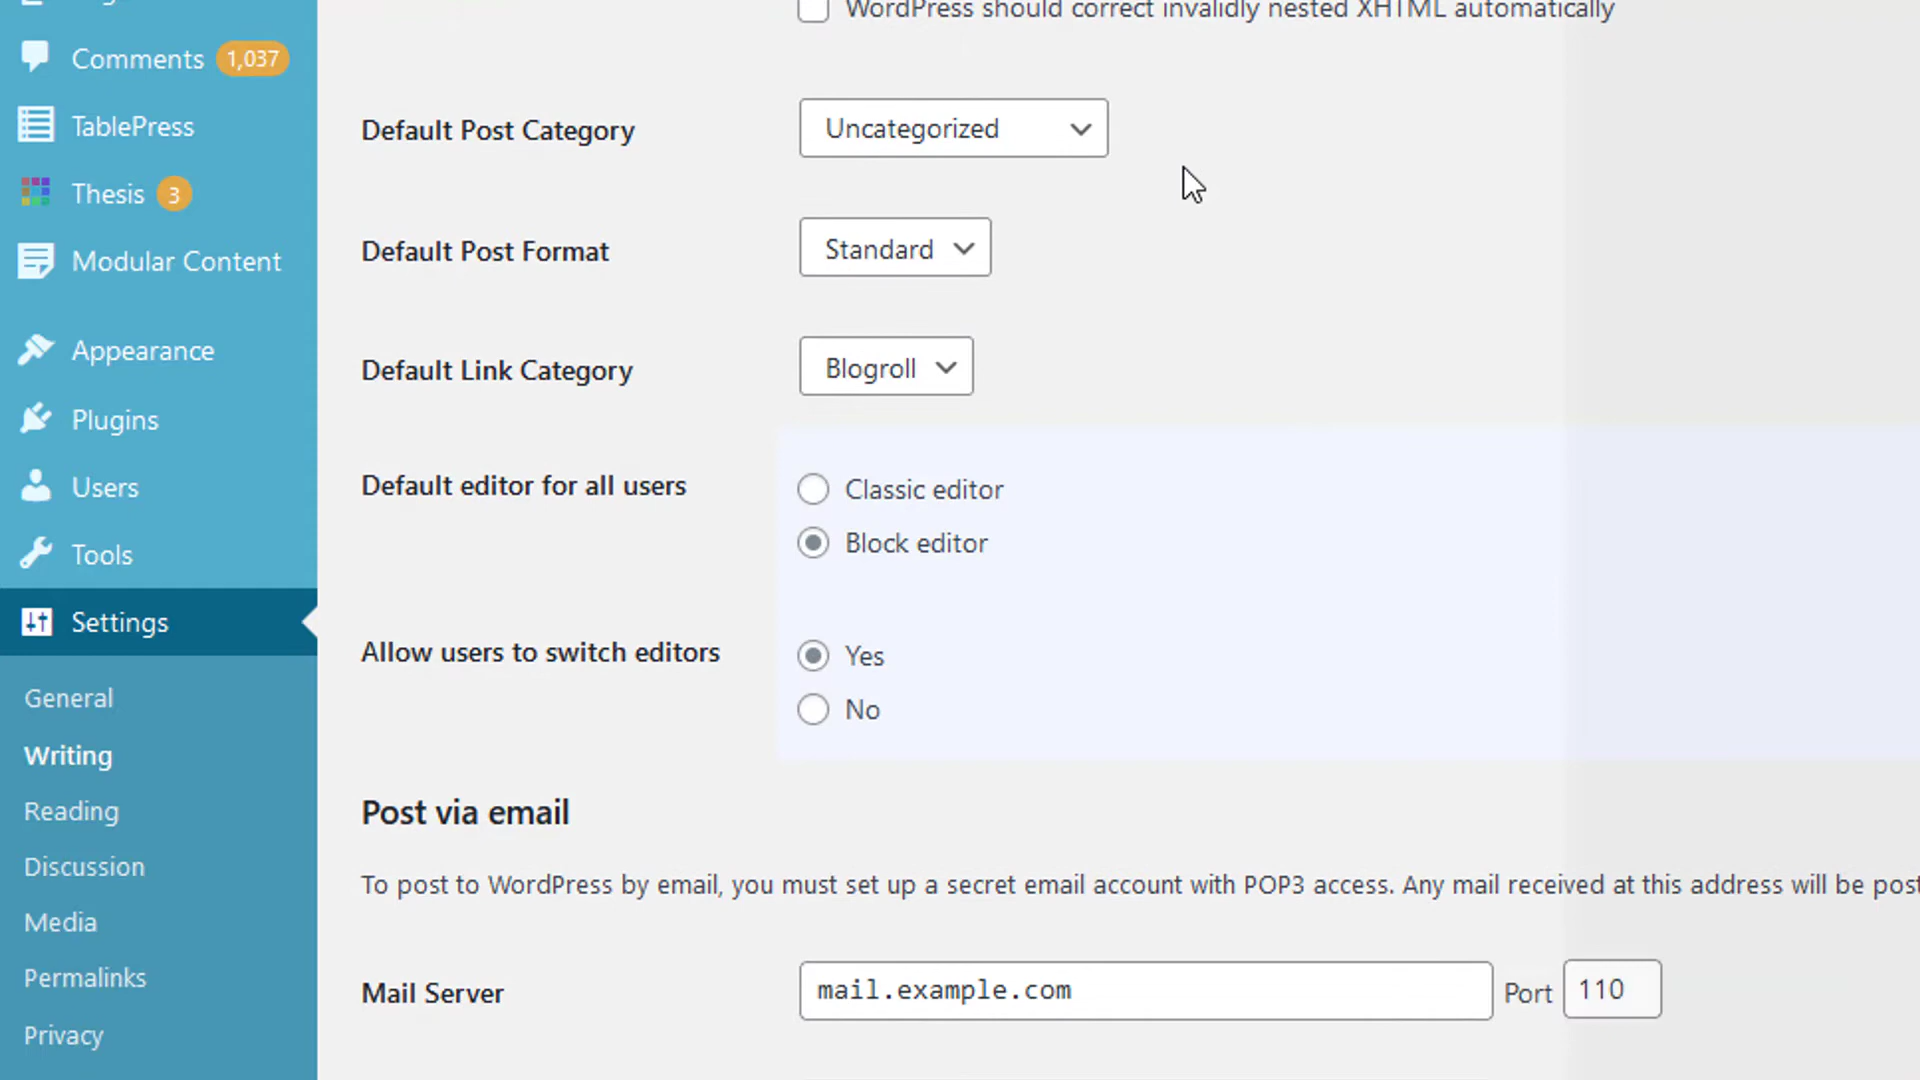 WordPress should correct invalidly nested XHTML automatically
Comments 1,037
TablePress
Thesis 3
Modular Content
Appearance
Plugins
Users
Tools
Settings
General
Writing
Reading
Discussion
Media
Permalinks
Privacy
Default Post Category Uncategorized
Default Post Format Standard
Default Link Category Blogroll
Default editor for all users Classic editor
Block editor
Allow users to switch editors Yes
No
Post via email
To post to WordPress by email, you must set up a secret email account with POP3 access. Any mail received at this address will be
Mail Server mail.example.com Port 110